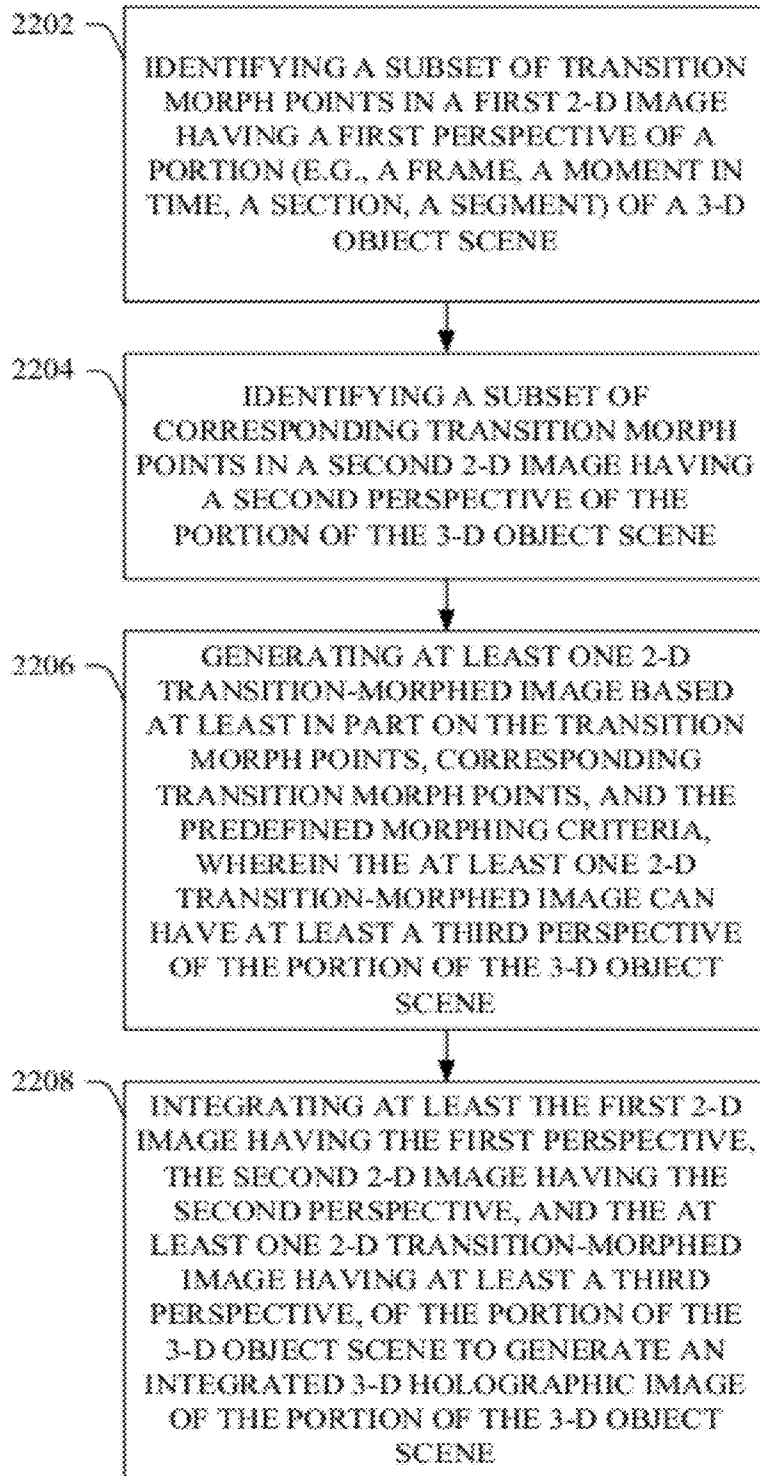 2202
IDENTIFYING A SUBSET OF TRANSITION
MORPH POINTS IN A FIRST 2-D IMAGE
HAVING A FIRST PERSPECTIVE OF A
PORTION (E.G., A FRAME, A MOMENT IN
TIME, A SECTION, A SEGMENT) OF A 3-D
OBJECT SCENE
2204
IDENTIFYING A SUBSET OF
CORRESPONDING TRANSITION MORPH
POINTS IN A SECOND 2-D IMAGE HAVING
A SECOND PERSPECTIVE OF THE
PORTION OF THE 3-D OBJECT SCENE
2206
GENERATING AT LEAST ONE 2-D
TRANSITION-MORPHED IMAGE BASED
AT LEAST IN PART ON THE TRANSITION
MORPH POINTS, CORRESPONDING
TRANSITION MORPH POINTS, AND THE
PREDEFINED MORPHING CRITERIA,
WHEREIN THE AT LEAST ONE 2-D
TRANSITION-MORPHED IMAGE CAN
HAVE AT LEAST A THIRD PERSPECTIVE
OF THE PORTION OF THE 3-D OBJECT
SCENE
2208
INTEGRATING AT LEAST THE FIRST 2-D
IMAGE HAVING THE FIRST PERSPECTIVE,
THE SECOND 2-D IMAGE HAVING THE
SECOND PERSPECTIVE, AND THE AT
LEAST ONE 2-D TRANSITION-MORPHED
IMAGE HAVING AT LEAST A THIRD
PERSPECTIVE, OF THE PORTION OF THE
3-D OBJECT SCENE TO GENERATE AN
INTEGRATED 3-D HOLOGRAPHIC IMAGE
OF THE PORTION OF THE 3-D OBJECT
SCENE